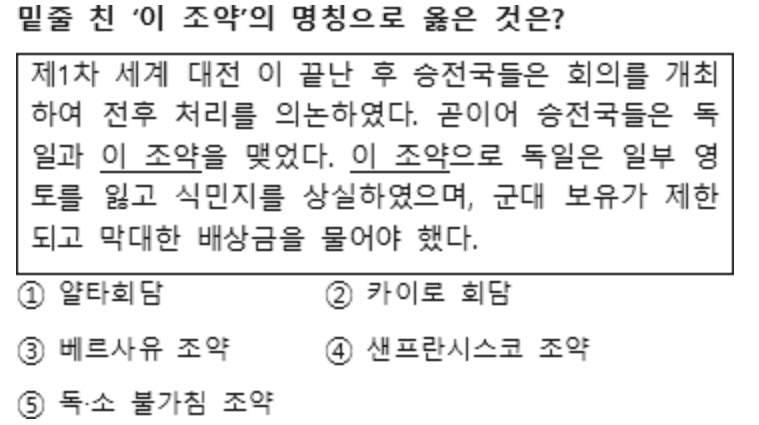 밑줄 친 ‘이 조약’의 명칭으로 옳은 것은?
제1차 세계 대전 이 끝난 후 승전국들은 회의를 개최
하여 전후 처리를 의논하였다. 곧이어 승전국들은 독
일과 이 조약을 맺었다. 이 조약으로 독일은 일부 영
토를 잃고 식민지를 상실하였으며, 군대 보유가 제한
되고 막대한 배상금을 물어야 했다.
① 얄타회담 ② 카이로 회담
③ 베르사유 조약 ④ 샌프란시스코 조약
⑤ 독·소 불가침 조약